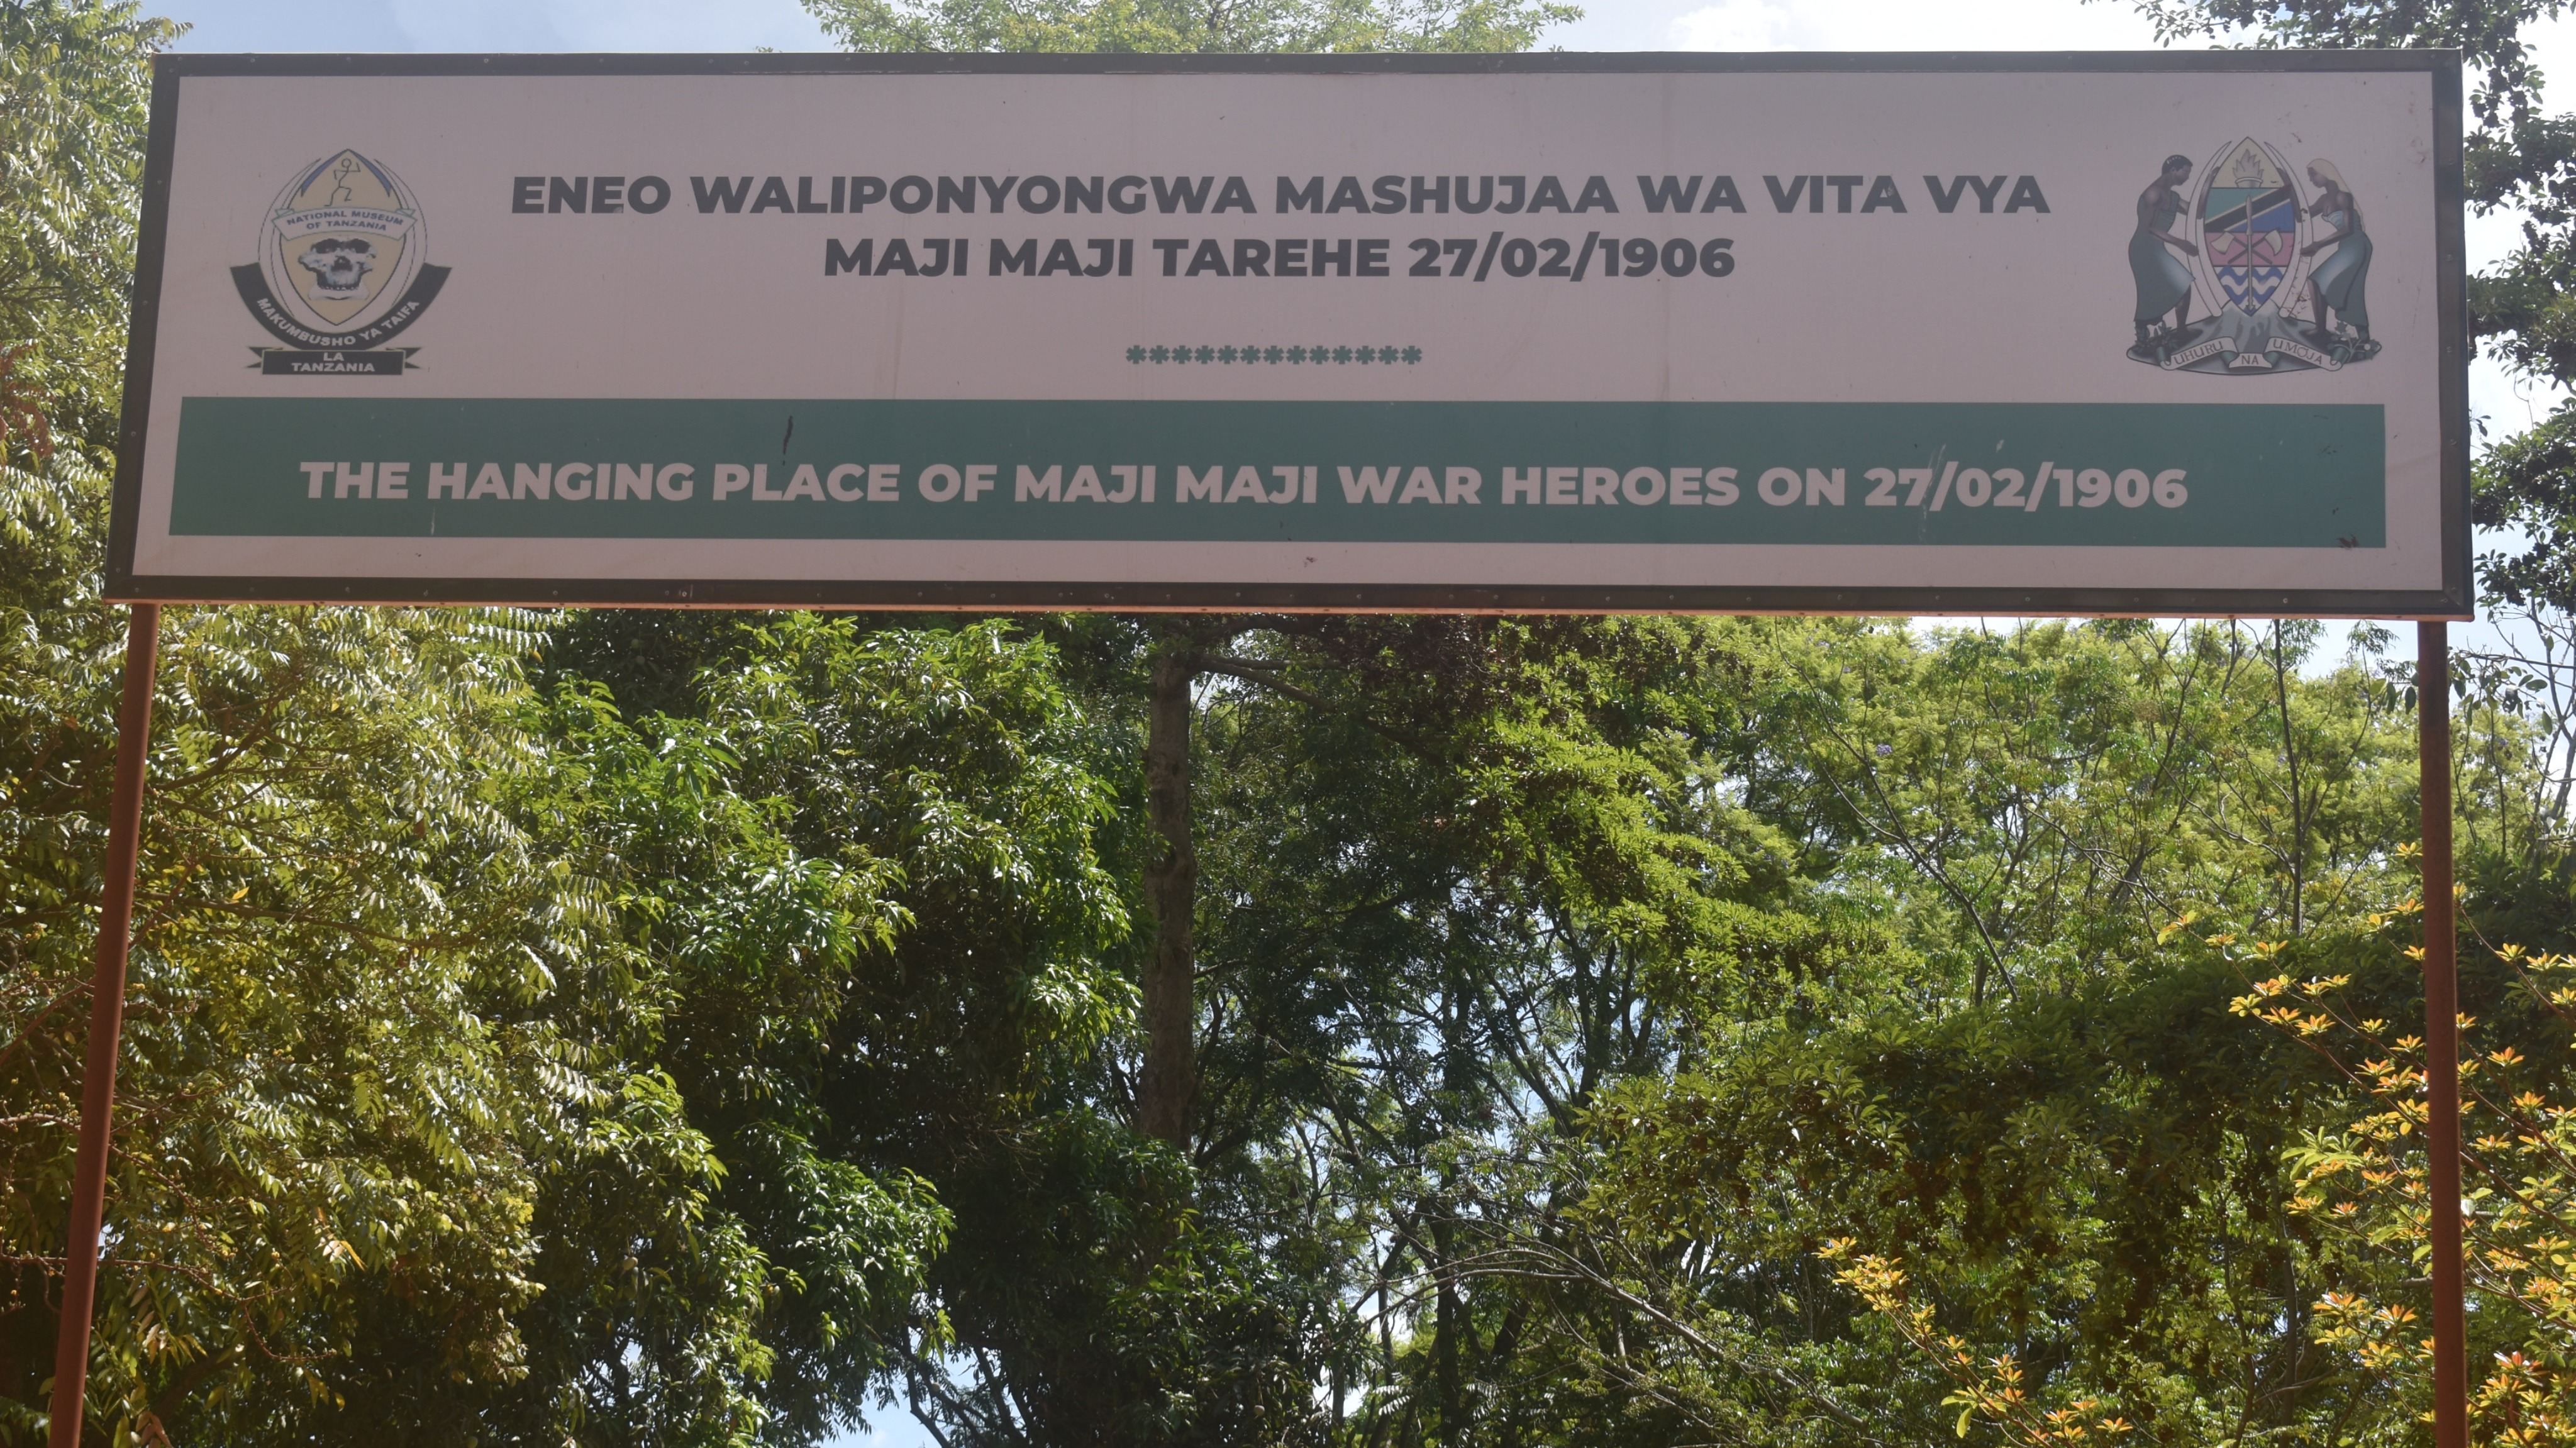 NATIONAL MUSEUM
OF TANZANIA
MAKUMBUSHO YA TAIFA
LA
TANZANIA
ENEO WALIPONYONGWA MASHUJAA WA VITA VYA
MAJI MAJI TAREHE 27/02/1906
*************
UHURU NA UMOJA
THE HANGING PLACE OF MAJI MAJI WAR HEROES ON 27/02/1906